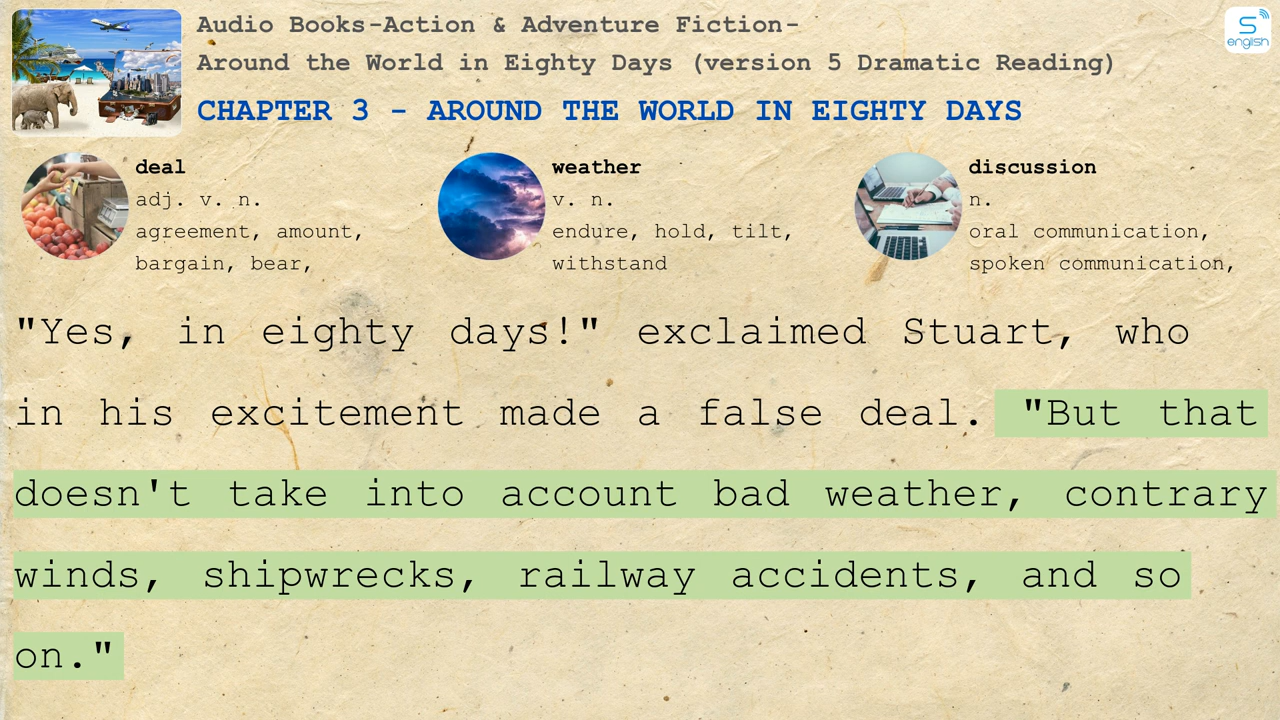 Audio Books-Action & Adventure Fiction-
Around the World in Eighty Days (version 5 Dramatic Reading)
CHAPTER 3 - AROUND THE WORLD IN EIGHTY DAYS
S
english
deal
adj. v. n.
agreement, amount,
bargain, bear,
weather
v. n.
endure, hold, tilt,
withstand
discussion
n.
oral communication,
spoken communication,
"Yes, in eighty days!" exclaimed Stuart, who
in his excitement made a false deal. "But that
doesn't take into account bad weather, contrary
winds, shipwrecks, railway accidents, and so
on."